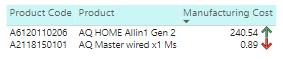 Product Code Product Manufacturing Cost
A6120110206 AQ HOME Allin1 Gen 2 240.54
A2118150101 AQ Master wired x1 Ms 0.89